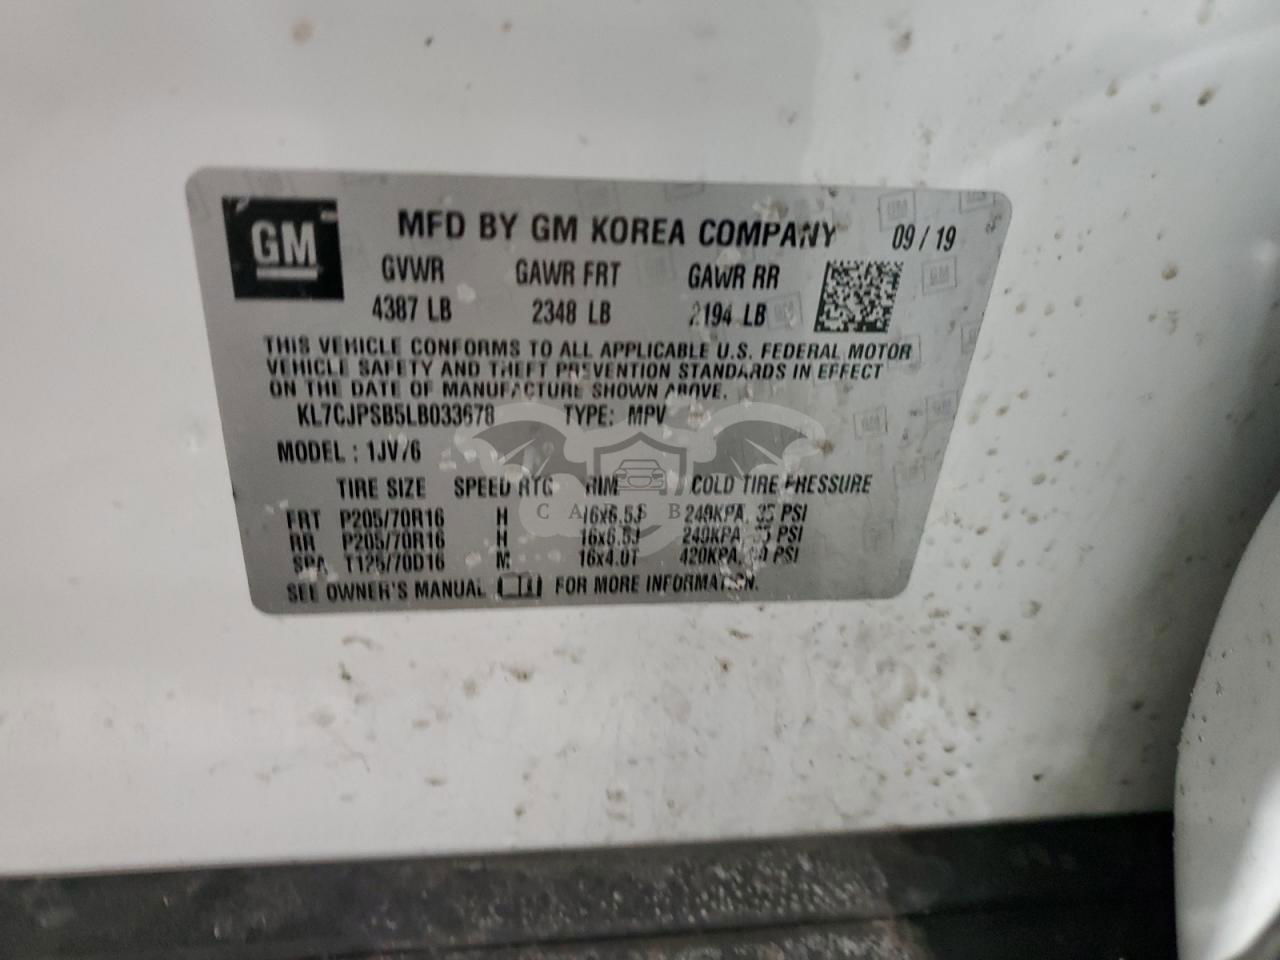 GM
MFD BY GM KOREA COMPANY 09/19
GVWR GAWR FRT GAWR RR
4387 LB 2348 LB 2194 LB
THIS VEHICLE CONFORMS TO ALL APPLICABLE U.S. FEDERAL MOTOR
VEHICLE SAFETY AND THEFT PREVENTION STANDARDS IN EFFECT
ON THE DATE OF MANUFACTURE SHOWN ABOVE.
KL7CJPSB5LB033678 TYPE: MPV
MODEL: 1JV76
TIRE SIZE SPEED RTG RIM COLD TIRE PRESSURE
FRT P205/70R16 H 16x6.5J 240KPA, 35 PSI
RR P205/70R16 H 16x6.5J 240KPA, 35 PSI
SPA T125/70D16 M 16x4.0T 420KPA, 60 PSI
SEE OWNER'S MANUAL FOR MORE INFORMATION.